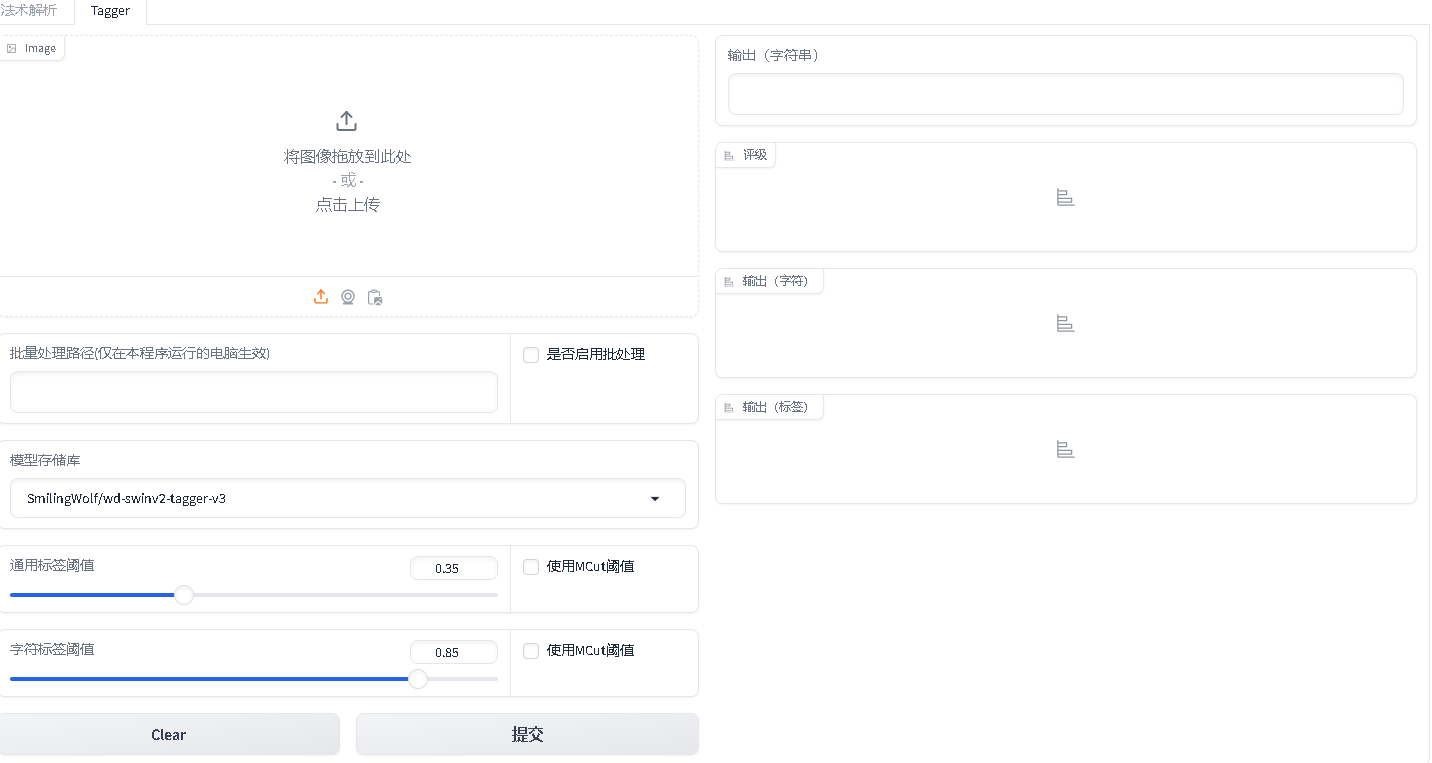 法术解析
Tagger
Image
将图像拖放到此处
- 或 -
点击上传
批量处理路径(仅在本程序运行的电脑生效)
是否启用批处理
模型存储库
SmilingWolf/wd-swinv2-tagger-v3
通用标签阈值
0.35
使用MCut阈值
字符标签阈值
0.85
使用MCut阈值
Clear
提交
输出（字符串）
评级
输出（字符）
输出（标签）